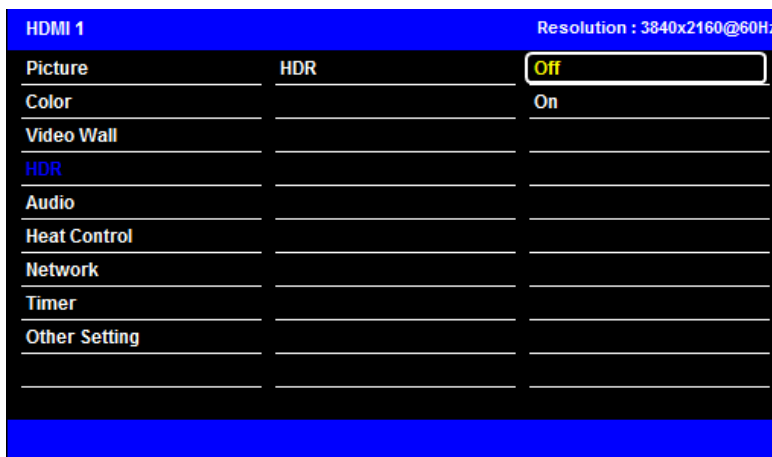 HDMI 1 Resolution : 3840x2160@60Hz
Picture HDR Off
Color On
Video Wall
HDR
Audio
Heat Control
Network
Timer
Other Setting